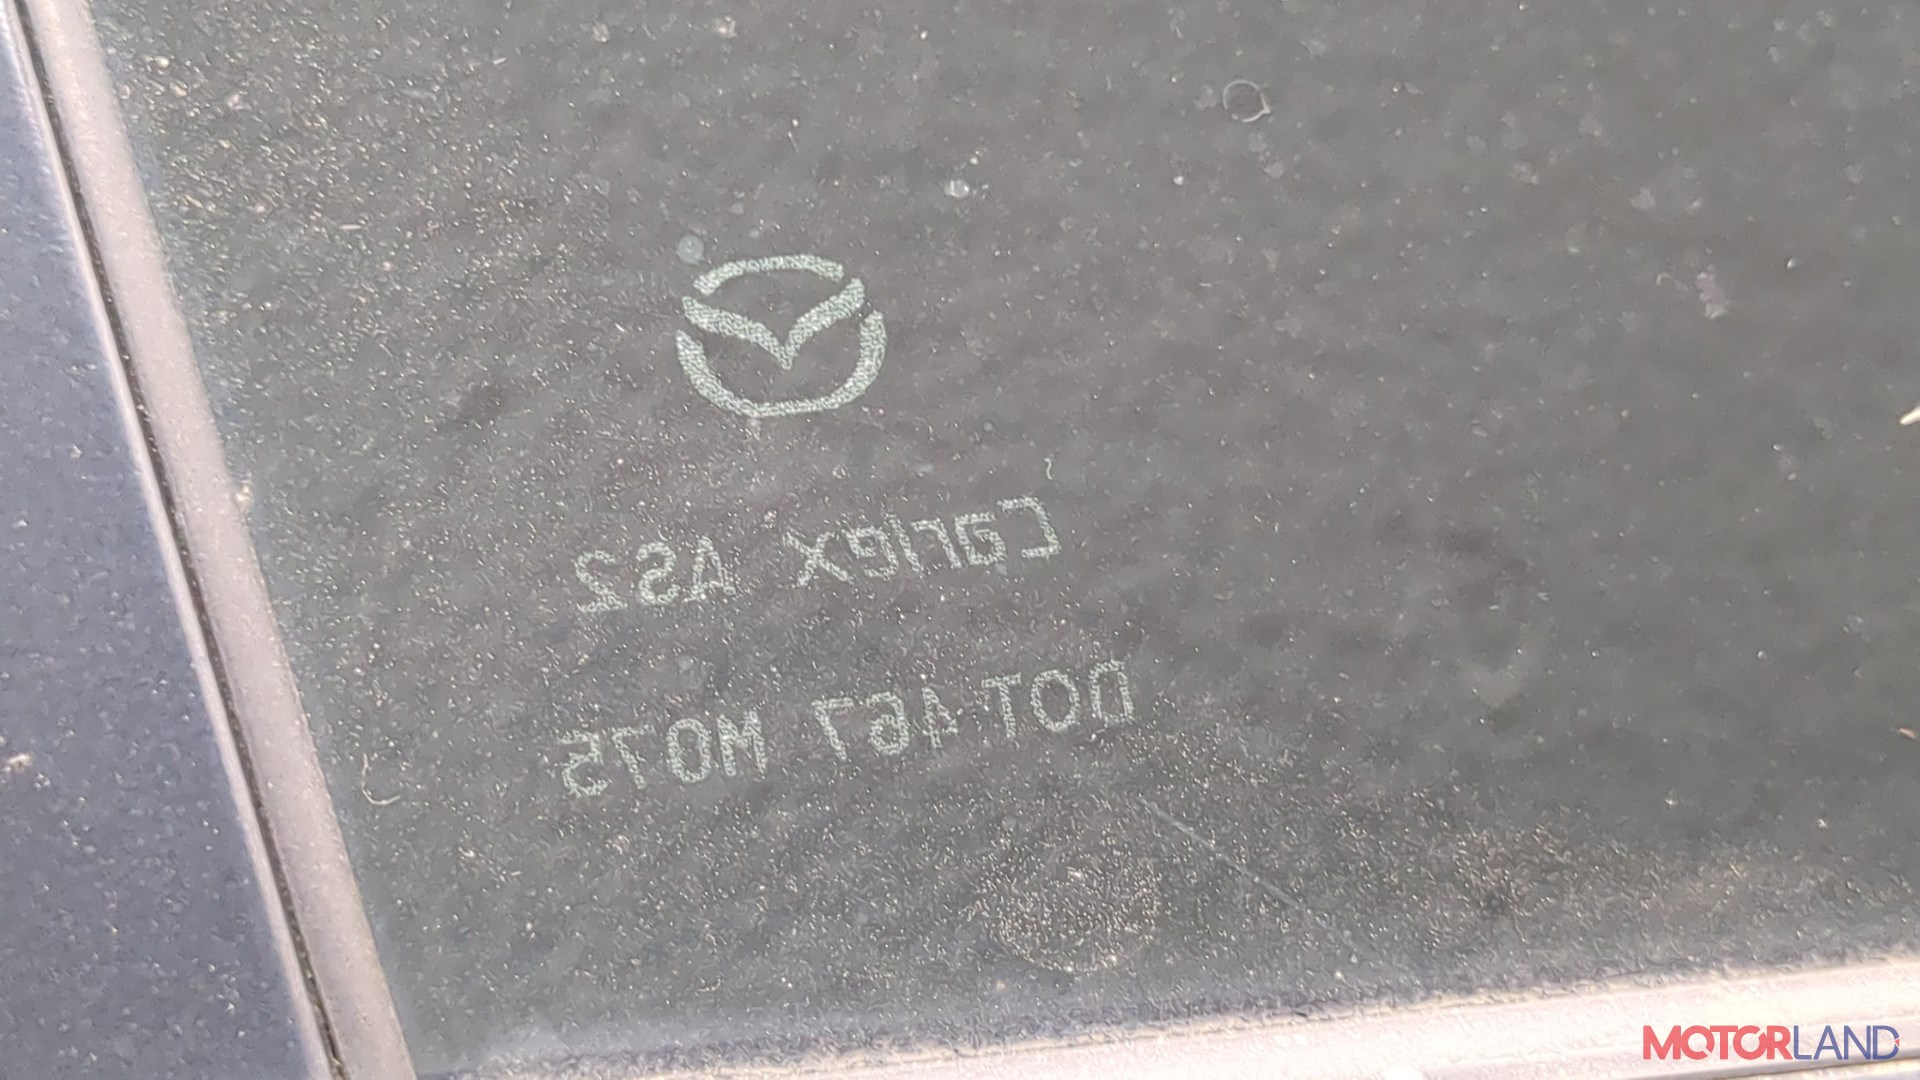 Carlex AS2
DOT 467 M075
MOTORLAND